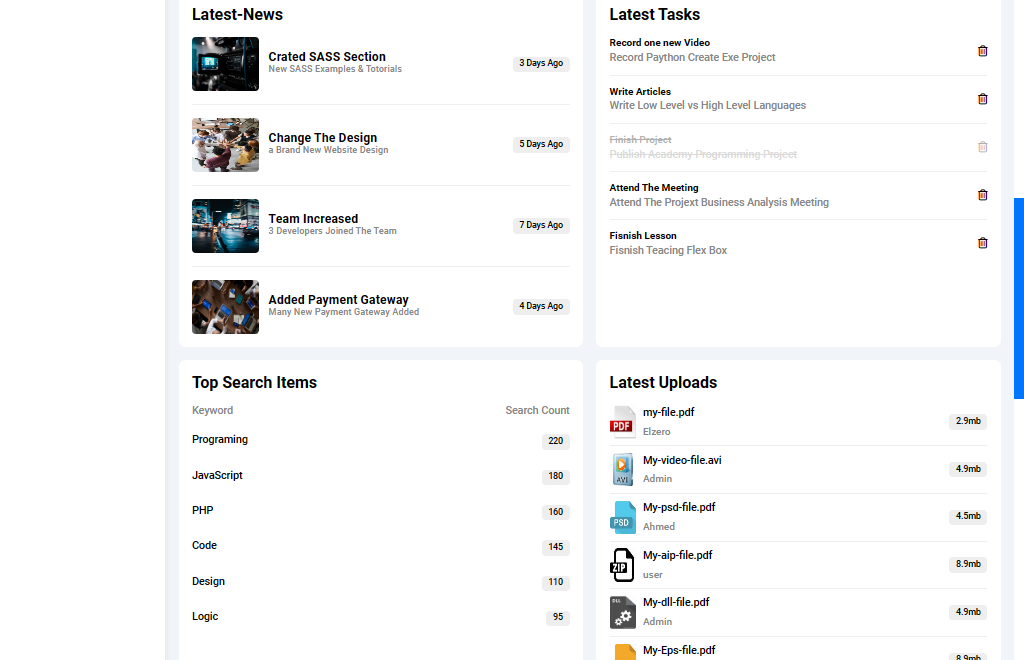 Latest-News
Crated SASS Section
New SASS Examples & Totorials
3 Days Ago
Change The Design
a Brand New Website Design
5 Days Ago
Team Increased
3 Developers Joined The Team
7 Days Ago
Added Payment Gateway
Many New Payment Gateway Added
4 Days Ago
Latest Tasks
Record one new Video
Record Paython Create Exe Project
Write Articles
Write Low Level vs High Level Languages
Finish Project
Publish Academy Programming Project
Attend The Meeting
Attend The Projext Business Analysis Meeting
Fisnish Lesson
Fisnish Teacing Flex Box
Top Search Items
Keyword Search Count
Programing 220
JavaScript 180
PHP 160
Code 145
Design 110
Logic 95
Latest Uploads
PDF
my-file.pdf
Elzero
2.9mb
AVI
My-video-file.avi
Admin
4.9mb
PSD
My-psd-file.pdf
Ahmed
4.5mb
ZIP
My-aip-file.pdf
user
8.9mb
DLL
My-dll-file.pdf
Admin
4.9mb
My-Eps-file.pdf
8.9mb